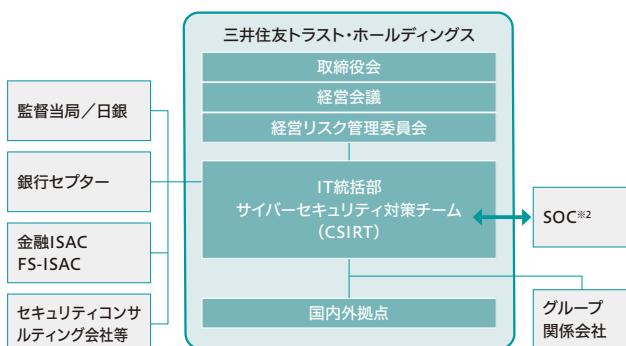 三井住友トラスト・ホールディングス
取締役会
経営会議
経営リスク管理委員会
IT統括部
サイバーセキュリティ対策チーム
（CSIRT）
国内外拠点
監督当局／日銀
銀行セプター
金融ISAC
FS-ISAC
セキュリティコンサ
ルティング会社等
SOC※2
グループ
関係会社